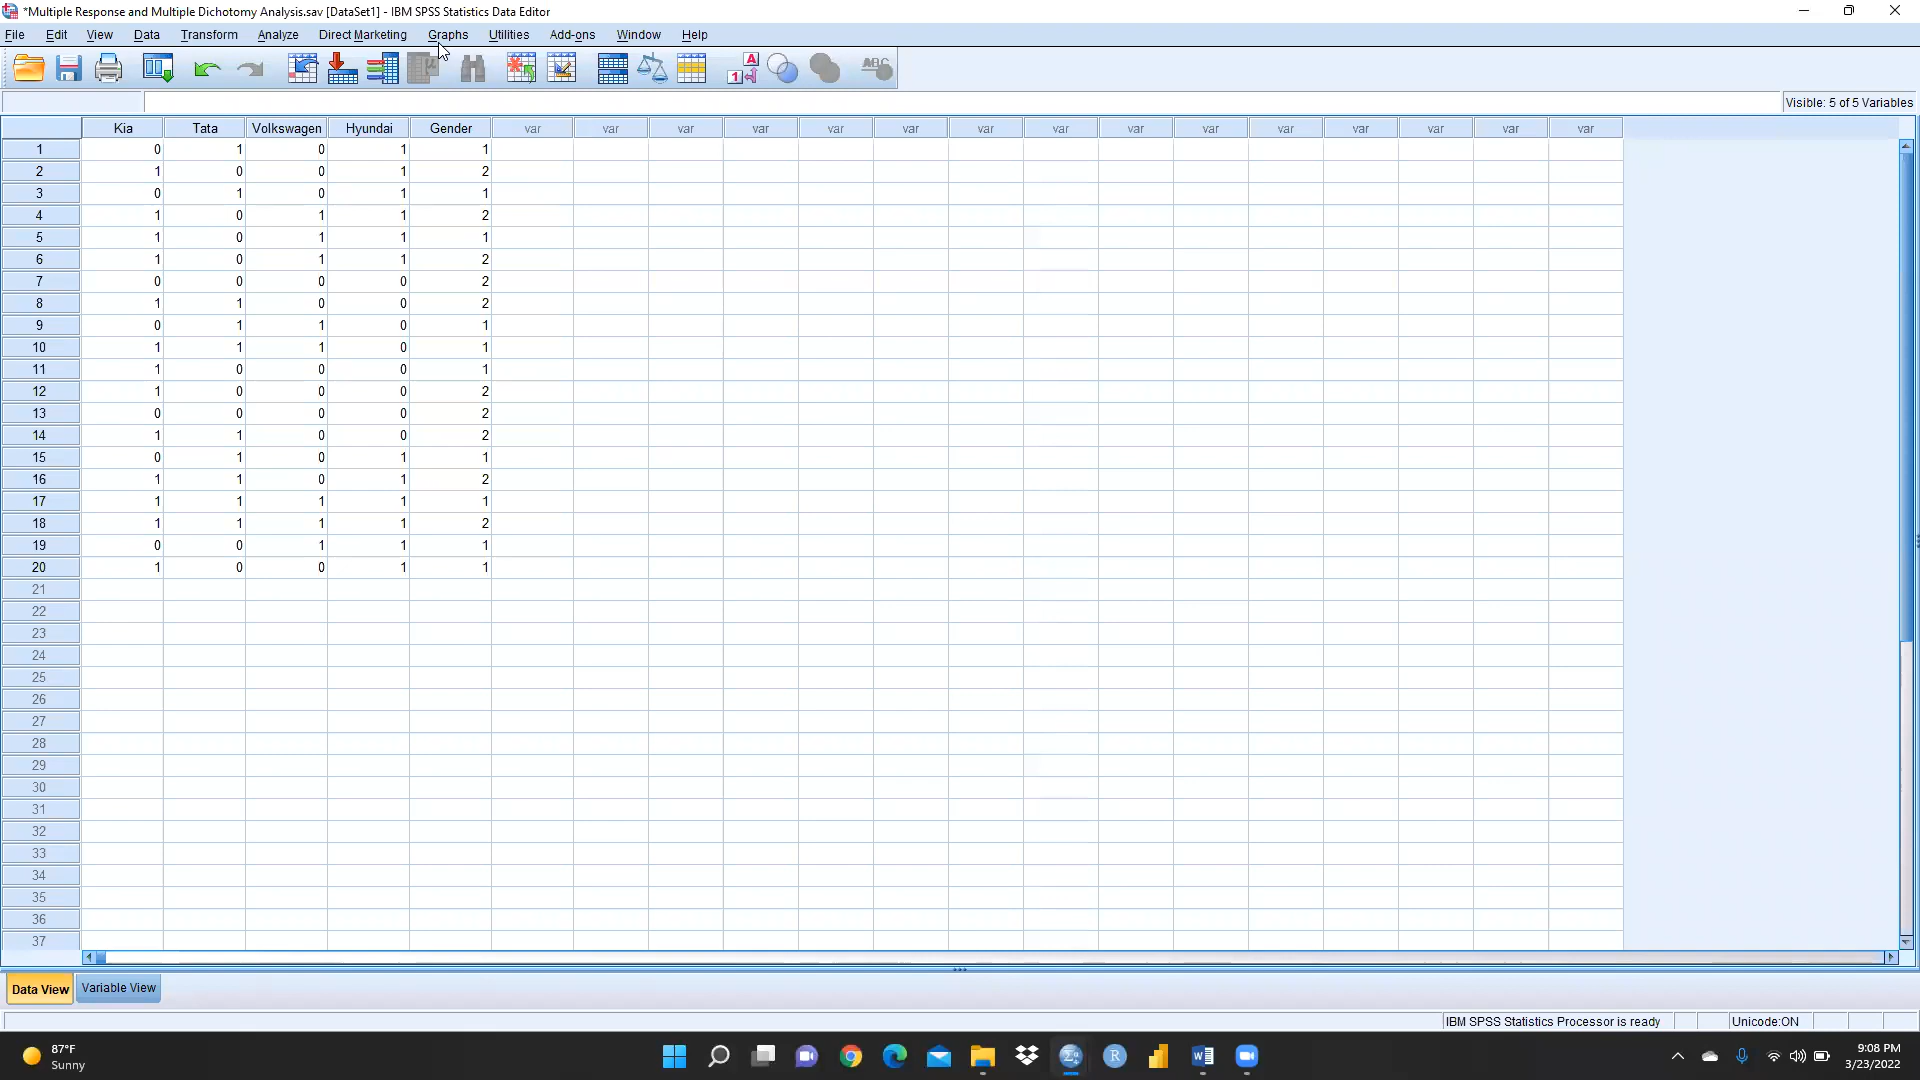 *Multiple Response and Multiple Dichotomy Analysis.sav [DataSet1] - IBM SPSS Statistics Data Editor
File Edit View Data Transform Analyze Direct Marketing Graphs Utilities Add-ons Window Help
Visible: 5 of 5 Variables
Kia Tata Volkswagen Hyundai Gender var var var var var var var var var var var var var var var
1 0 1 0 1 1
2 1 0 0 1 2
3 0 1 0 1 1
4 1 0 1 1 2
5 1 0 1 1 1
6 1 0 1 1 2
7 0 0 0 0 2
8 1 1 0 0 2
9 0 1 1 0 1
10 1 1 1 0 1
11 1 0 0 0 1
12 1 0 0 0 2
13 0 0 0 0 2
14 1 1 0 0 2
15 0 1 0 1 1
16 1 1 0 1 2
17 1 1 1 1 1
18 1 1 1 1 2
19 0 0 1 1 1
20 1 0 0 1 1
21
22
23
24
25
26
27
28
29
30
31
32
33
34
35
36
37
Data View Variable View
IBM SPSS Statistics Processor is ready Unicode:ON
87°F
Sunny
9:08 PM
3/23/2022